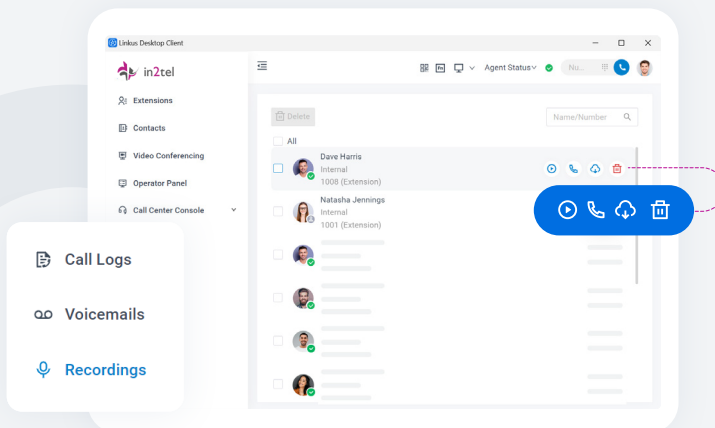 Linkus Desktop Client
in2tel
Agent Status
Nu...
Extensions
Contacts
Video Conferencing
Operator Panel
Call Center Console
Call Logs
Voicemails
Recordings
Delete
Name/Number
All
Dave Harris
Internal
1008 (Extension)
Natasha Jennings
Internal
1001 (Extension)